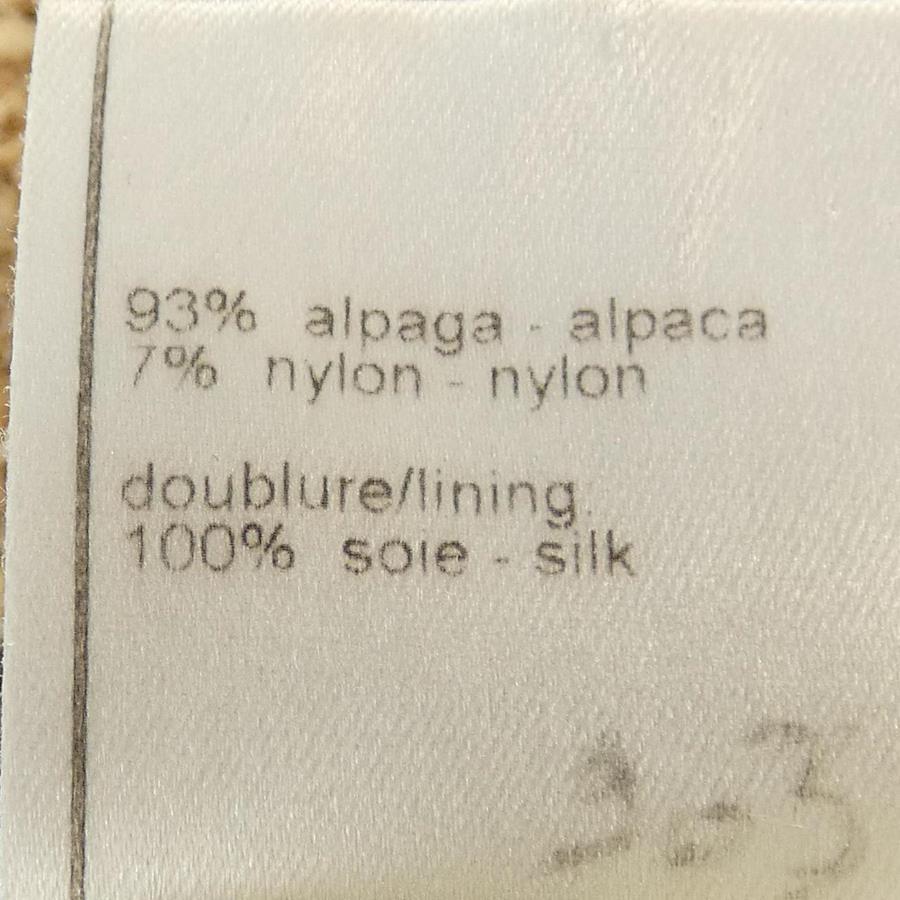 93% alpaga - alpaca
7% nylon - nylon
doublure/lining.
100% soie - silk